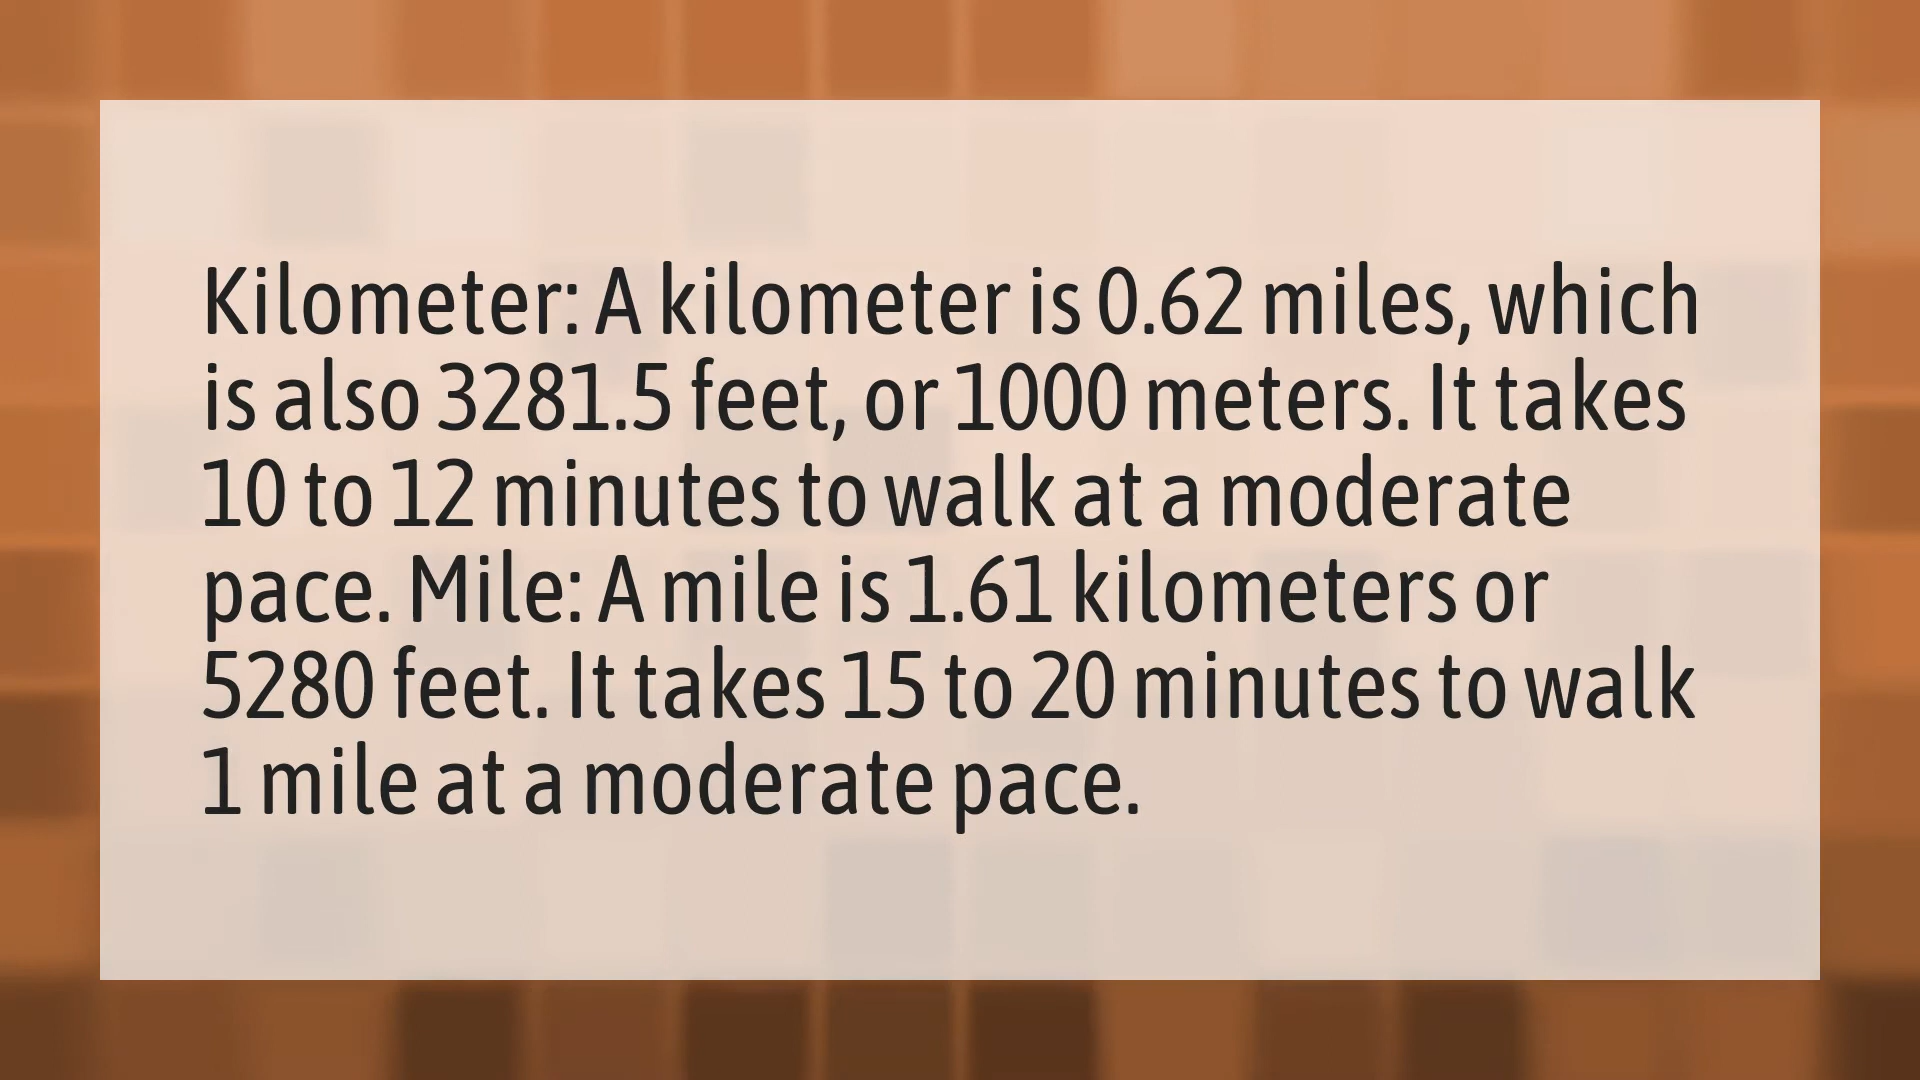 Kilometer: A kilometer is 0.62 miles, which
is also 3281.5 feet, or 1000 meters. It takes
10 to 12 minutes to walk at a moderate
pace. Mile: A mile is 1.61 kilometers or
5280 feet. It takes 15 to 20 minutes to walk
1 mile at a moderate pace.